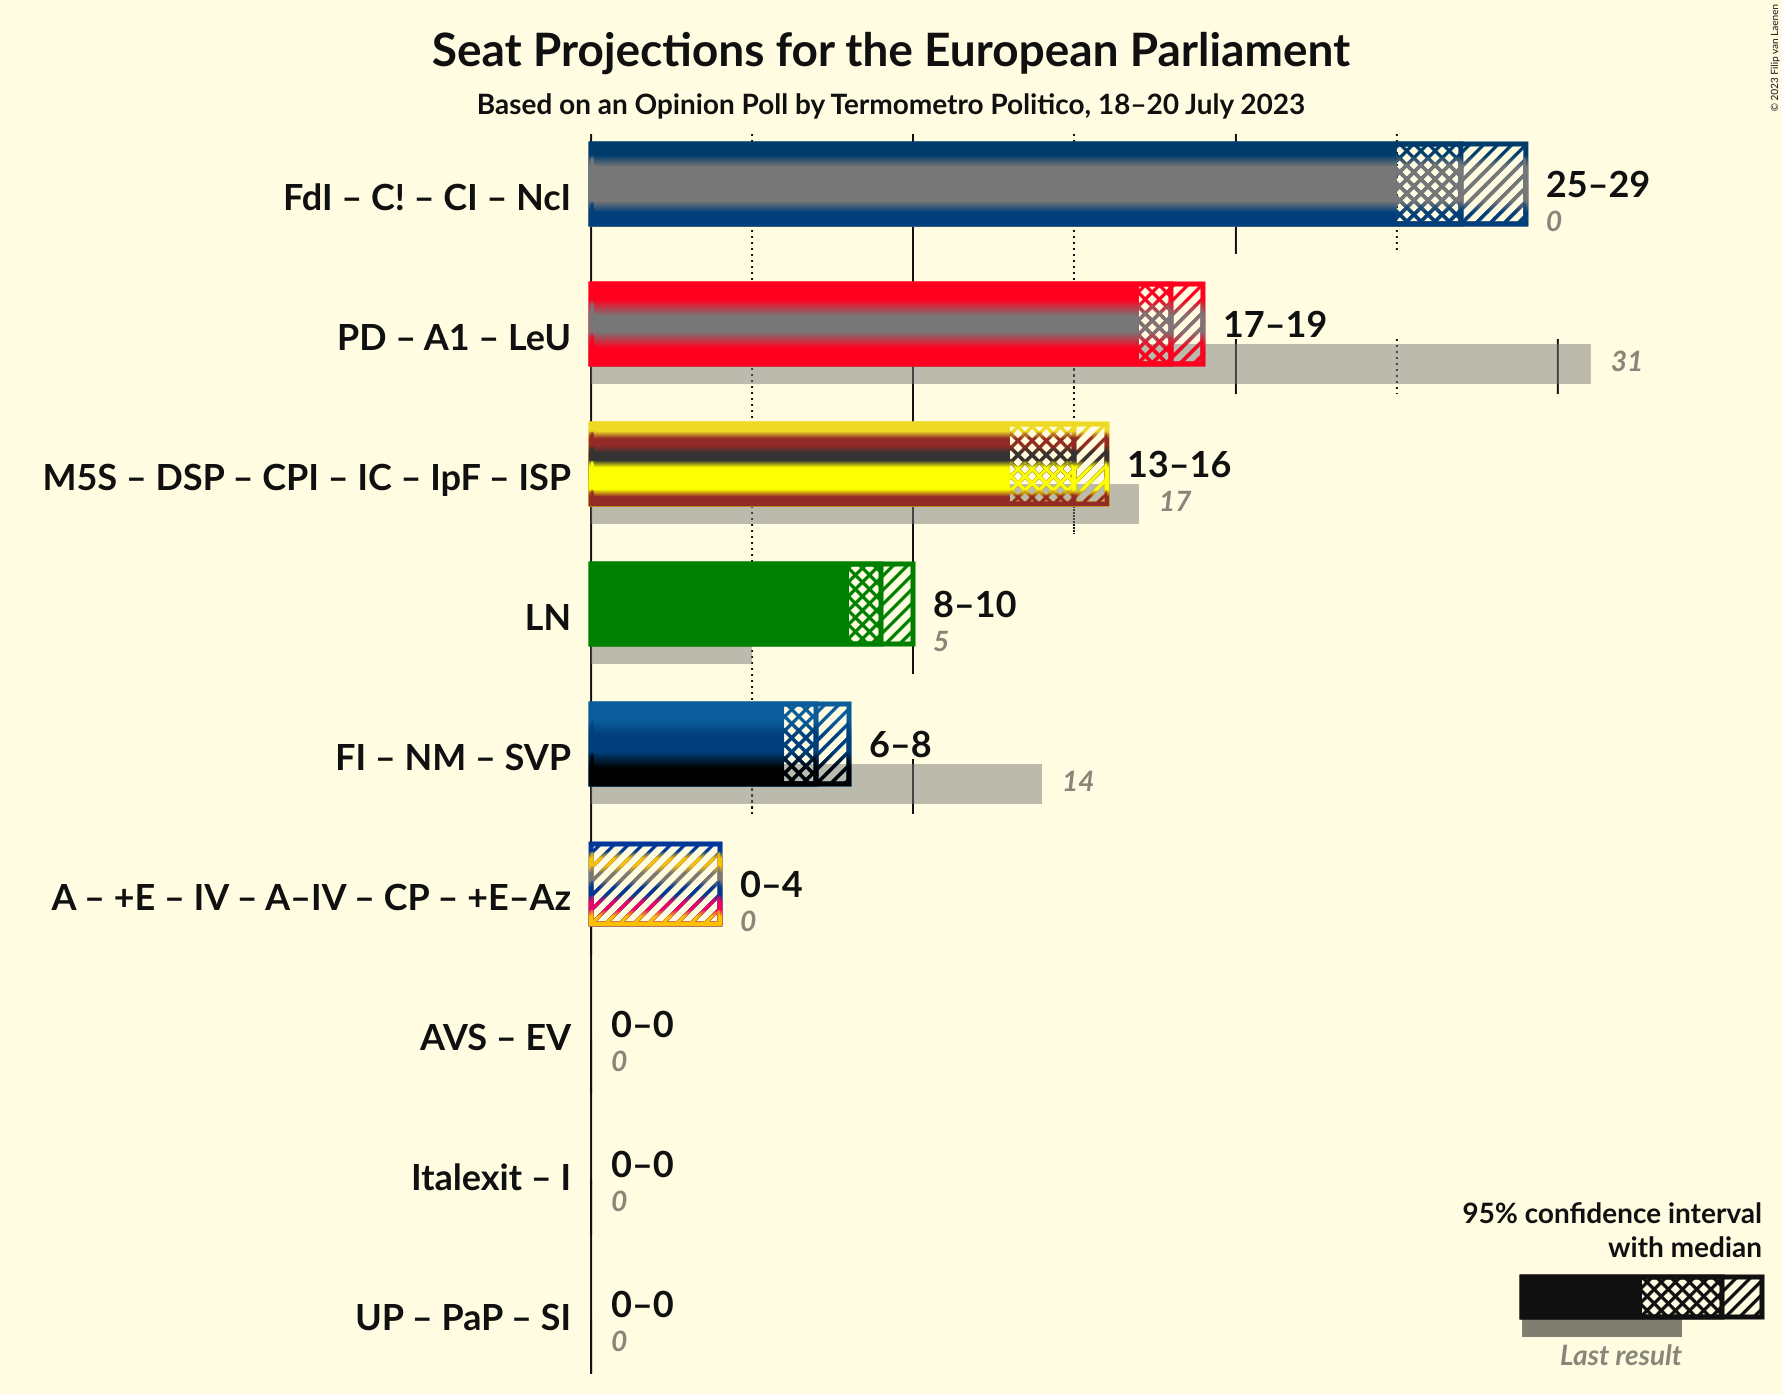 Seat Projections for the European Parliament
Based on an Opinion Poll by Termometro Politico, 18–20 July 2023
© 2023 Filip van Laenen
FdI – C! – CI – NcI
25–29
0
PD – A1 – LeU
17–19
31
M5S – DSP – CPI – IC – IpF – ISP
13–16
17
LN
8–10
5
FI – NM – SVP
6–8
14
A – +E – IV – A–IV – CP – +E–Az
0–4
0
AVS – EV
0–0
0
Italexit – I
0–0
0
UP – PaP – SI
0–0
0
95% confidence interval
with median
Last result